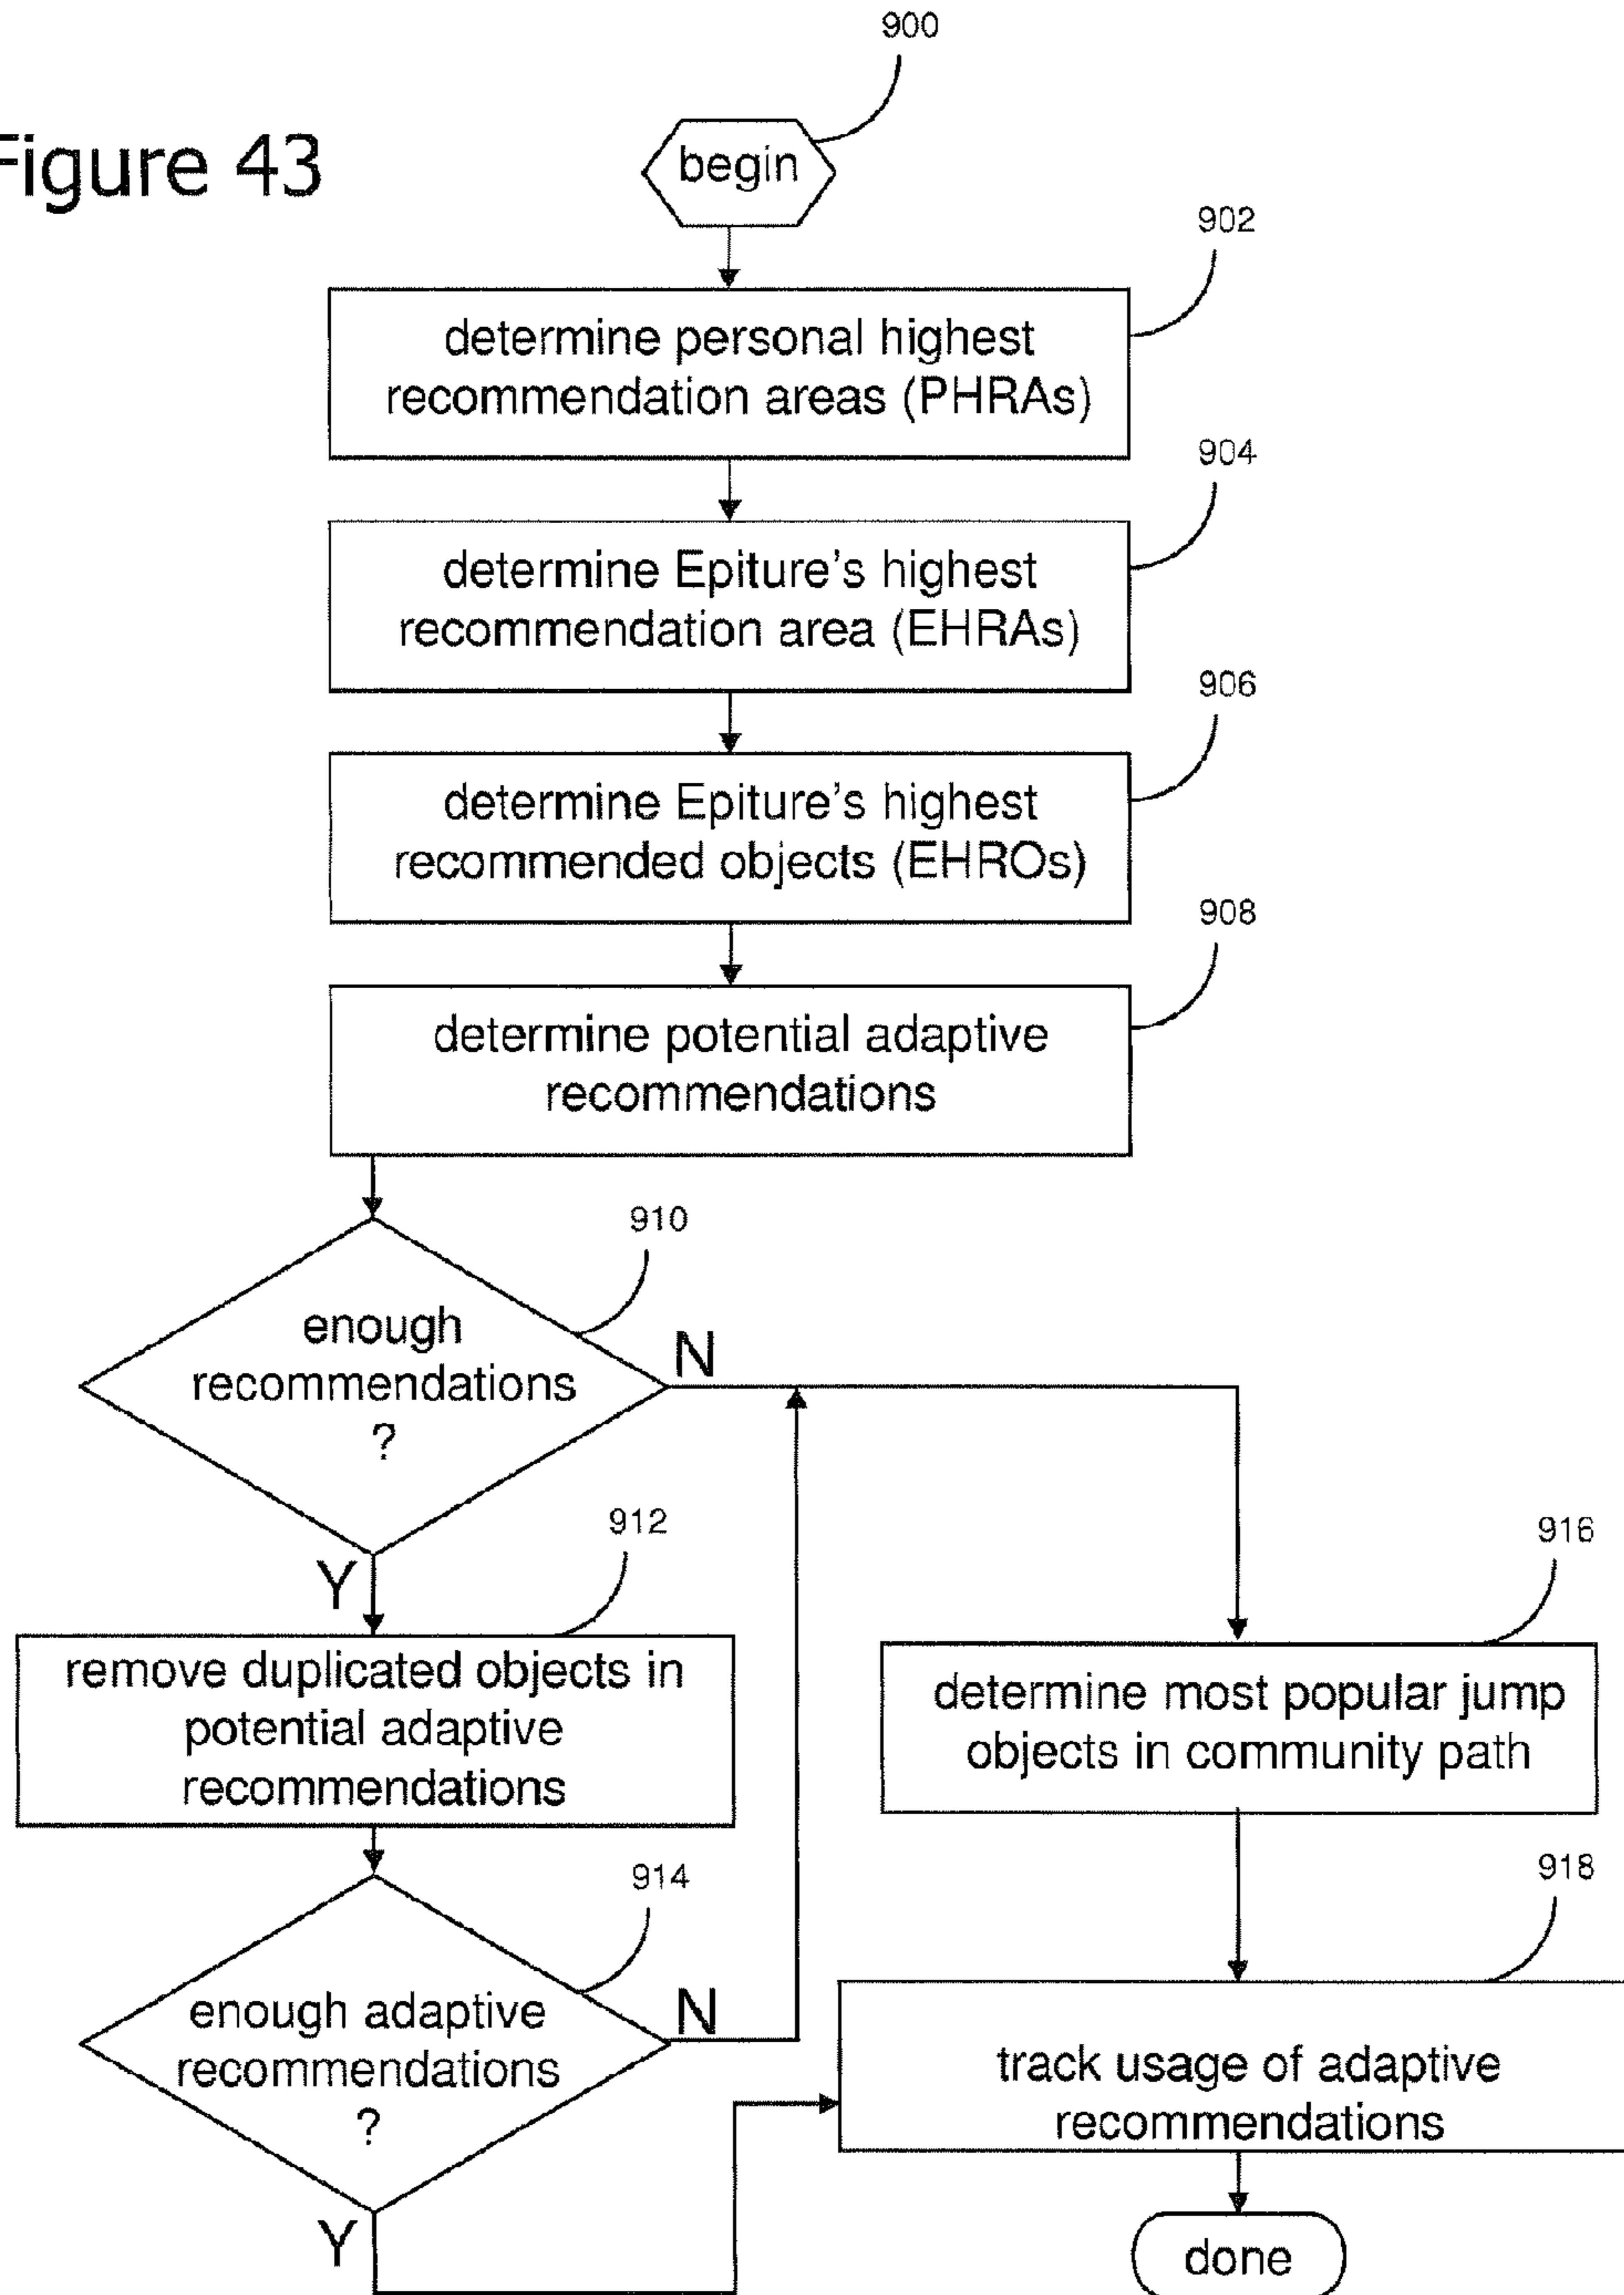 900
Figure 43
begin
902
determine personal highest
recommendation areas (PHRAs)
904
determine Epiture's highest
recommendation area (EHRAs)
906
determine Epiture's highest
recommended objects (EHROs)
908
determine potential adaptive
recommendations
910
enough
recommendations
?
N
Y
912
remove duplicated objects in
potential adaptive
recommendations
916
determine most popular jump
objects in community path
914
enough adaptive
recommendations
?
N
Y
918
track usage of adaptive
recommendations
done